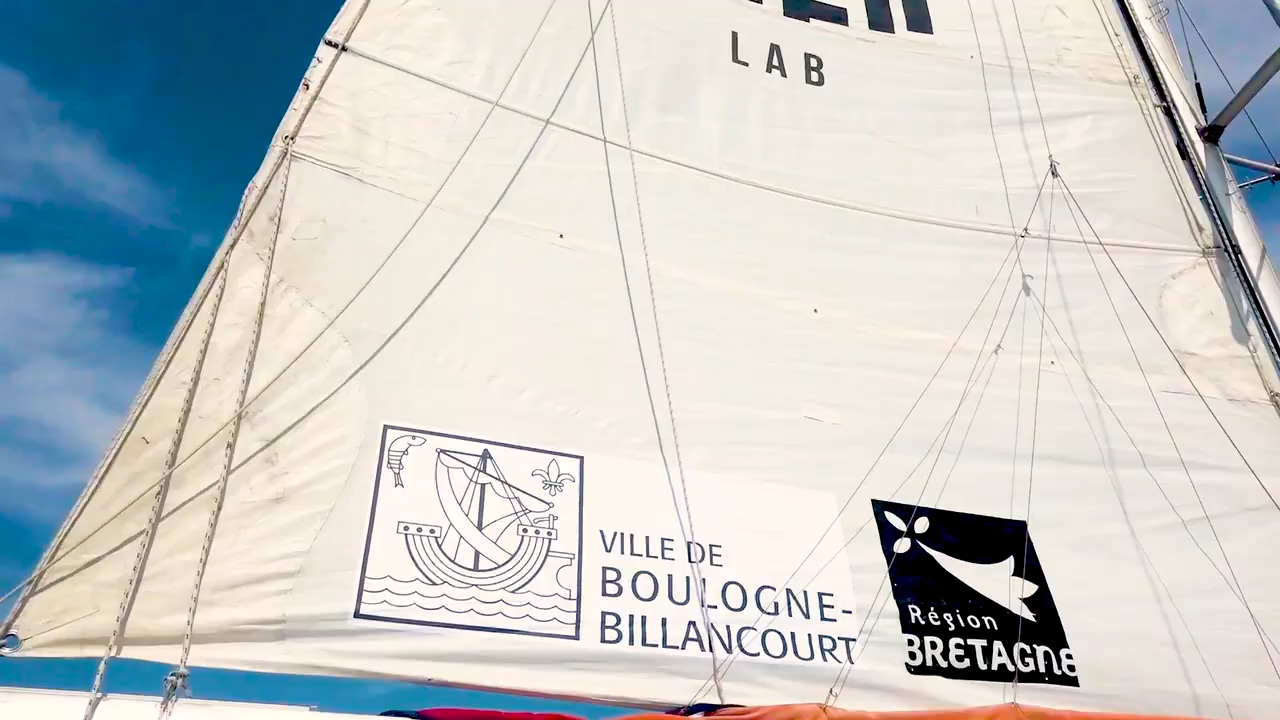 LAB
VILLE DE
BOULOGNE-
BILLANCOURT
Région
BRETAGNE